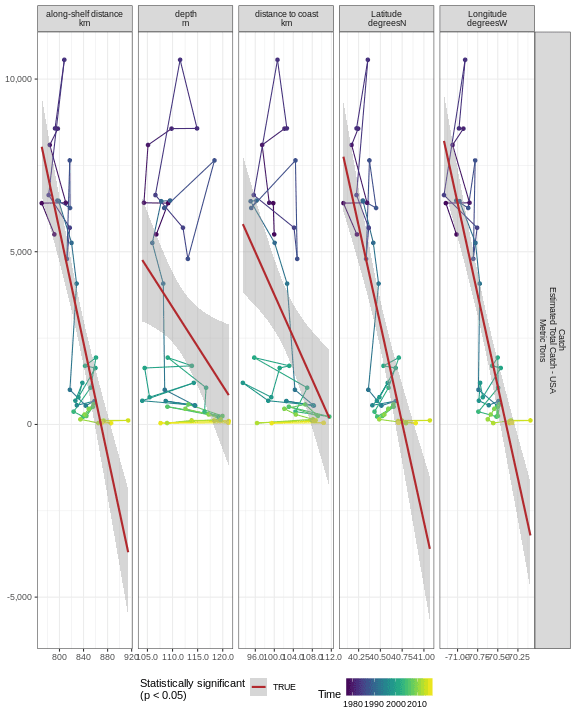 along-shelf distance
km
depth
m
distance to coast
km
Latitude
degreesN
Longitude
degreesW
10,000
5,000
0
-5,000
Catch
Estimated Total Catch - USA
Metric Tons
800 840 880 920
105.0 110.0 115.0 120.0
96.0 100.0 104.0 108.0 112.0
40.25 40.50 40.75 41.00
-71.00 -70.75 -70.50 -70.25
Statistically significant
(p < 0.05)
TRUE
Time
1980 1990 2000 2010